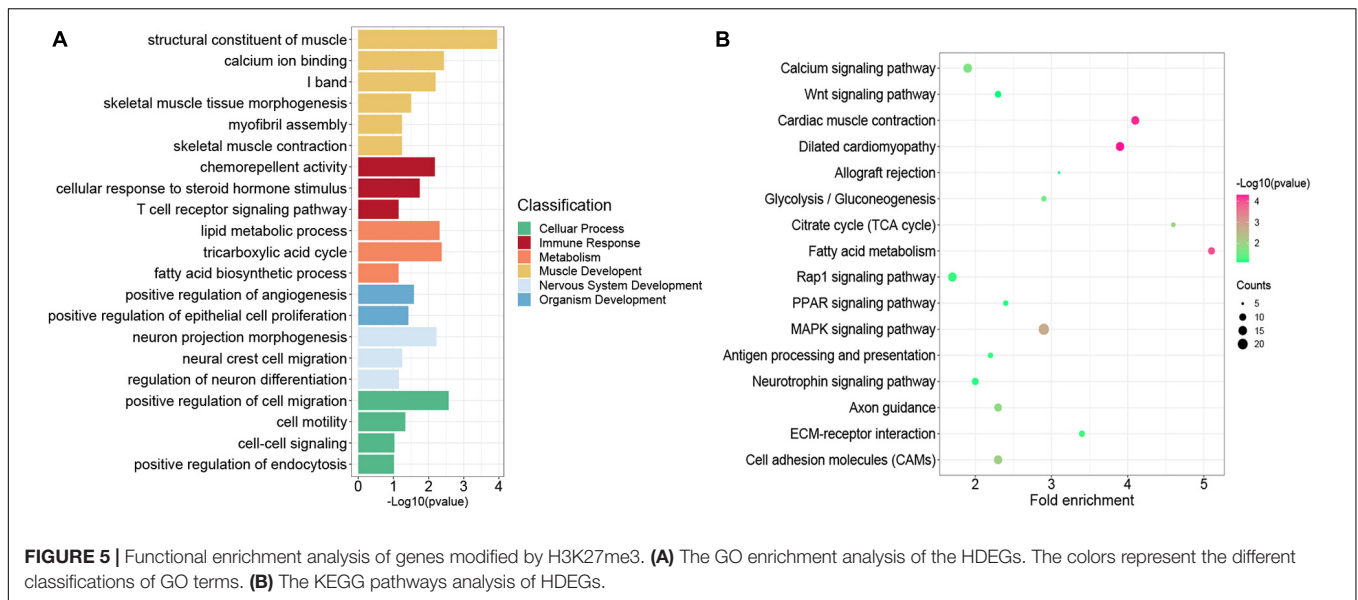 A
structural constituent of muscle
calcium ion binding
I band
skeletal muscle tissue morphogenesis
myofibril assembly
skeletal muscle contraction
chemorepellent activity
cellular response to steroid hormone stimulus
T cell receptor signaling pathway
lipid metabolic process
tricarboxylic acid cycle
fatty acid biosynthetic process
positive regulation of angiogenesis
positive regulation of epithelial cell proliferation
neuron projection morphogenesis
neural crest cell migration
regulation of neuron differentiation
positive regulation of cell migration
cell motility
cell-cell signaling
positive regulation of endocytosis
0 1 2 3 4
-Log10(pvalue)
Classification
Celluar Process
Immune Response
Metabolism
Muscle Developent
Nervous System Development
Organism Development
B
Calcium signaling pathway
Wnt signaling pathway
Cardiac muscle contraction
Dilated cardiomyopathy
Allograft rejection
Glycolysis / Gluconeogenesis
Citrate cycle (TCA cycle)
Fatty acid metabolism
Rap1 signaling pathway
PPAR signaling pathway
MAPK signaling pathway
Antigen processing and presentation
Neurotrophin signaling pathway
Axon guidance
ECM-receptor interaction
Cell adhesion molecules (CAMs)
2 3 4 5
Fold enrichment
-Log10(pvalue)
4
3
2
Counts
5
10
15
20
FIGURE 5 | Functional enrichment analysis of genes modified by H3K27me3. (A) The GO enrichment analysis of the HDEGs. The colors represent the different
classifications of GO terms. (B) The KEGG pathways analysis of HDEGs.